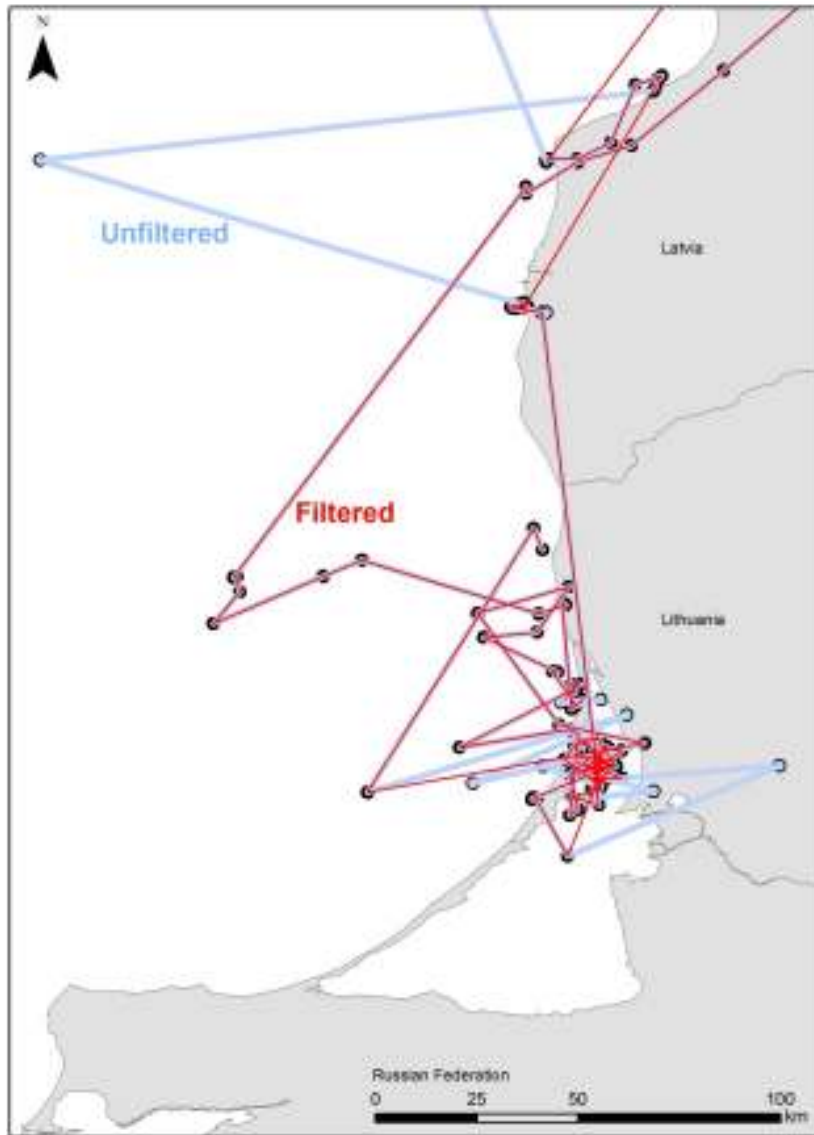 N
Unfiltered
Latvia
Filtered
Lithuania
Russian Federation
0 25 50 100
km